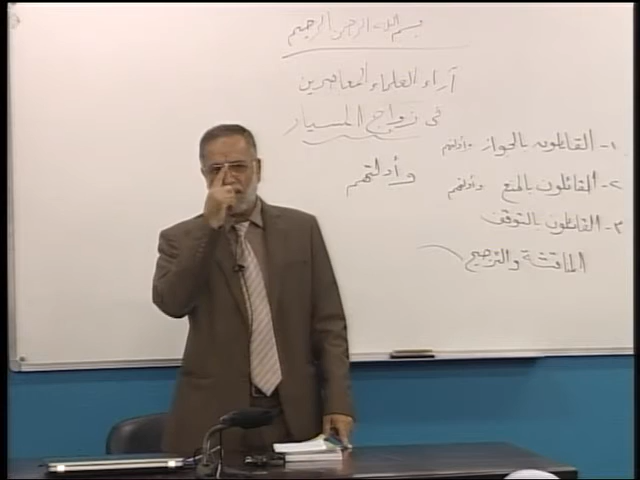 بسم الله الرحمن الرحيم
آراء العلماء المعاصرين
في زواج المسيار
وأدلتهم
١- القائلون بالجواز وأدلتهم
٢- القائلون بالمنع وأدلتهم
٣- القائلون بالتوقف
المناقشة والترجيح